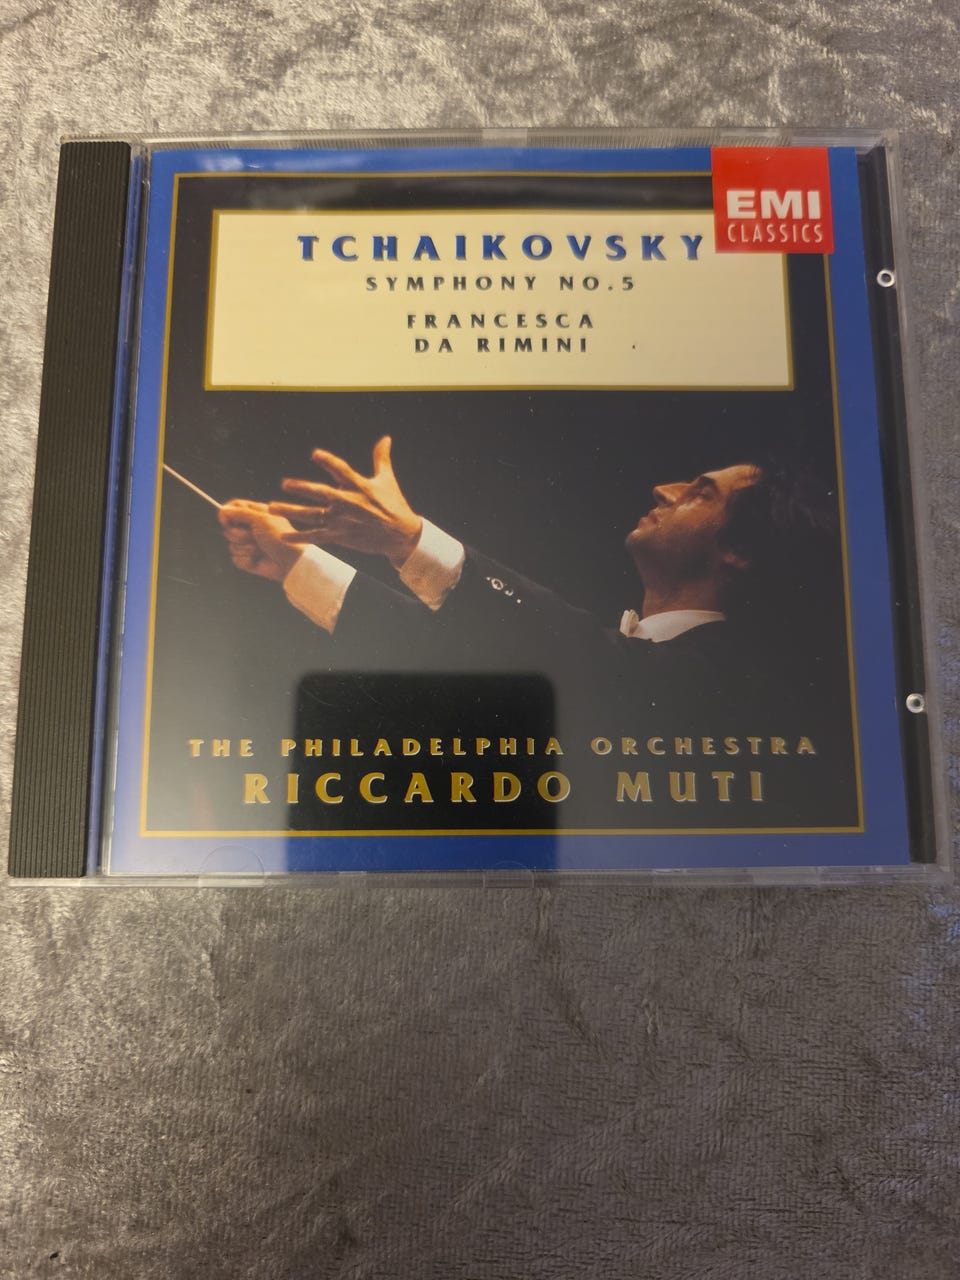 EMI
CLASSICS
TCHAIKOVSKY
SYMPHONY NO.5
FRANCESCA
DA RIMINI
THE PHILADELPHIA ORCHESTRA
RICCARDO MUTI